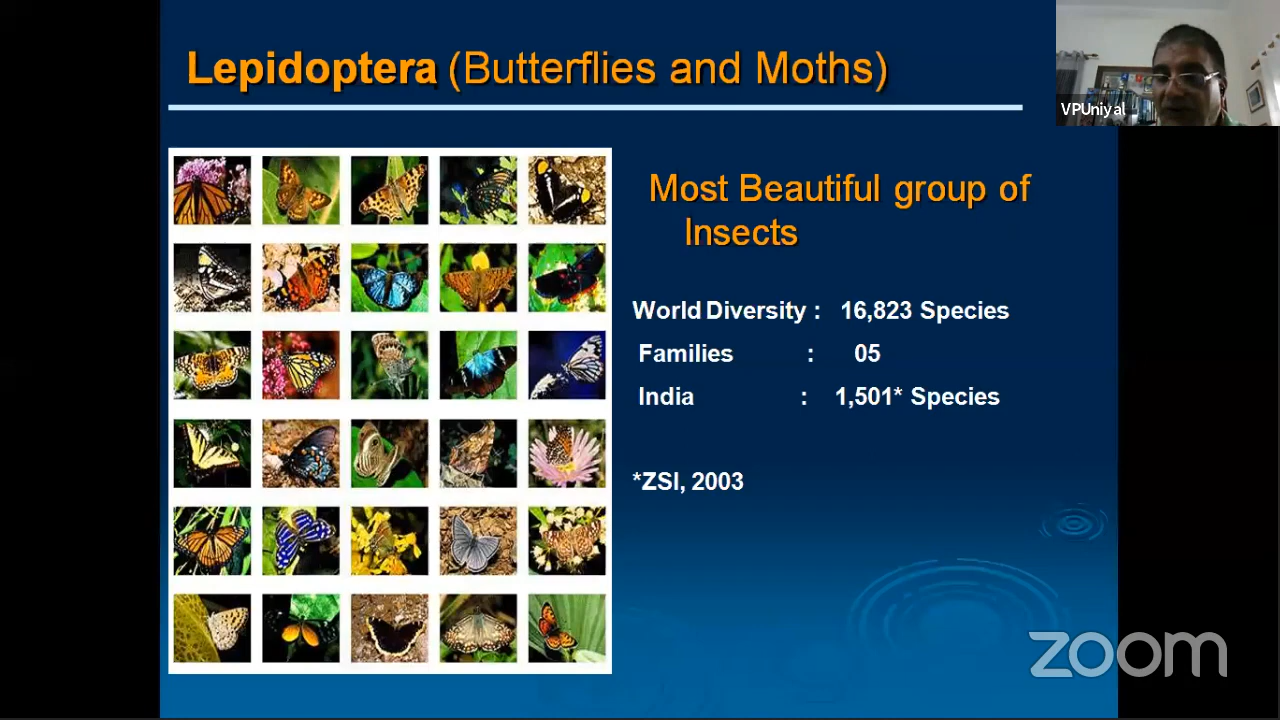 Lepidoptera (Butterflies and Moths)
VPUniyal
Most Beautiful group of
Insects
World Diversity : 16,823 Species
Families : 05
India : 1,501* Species
*ZSI, 2003
zoom